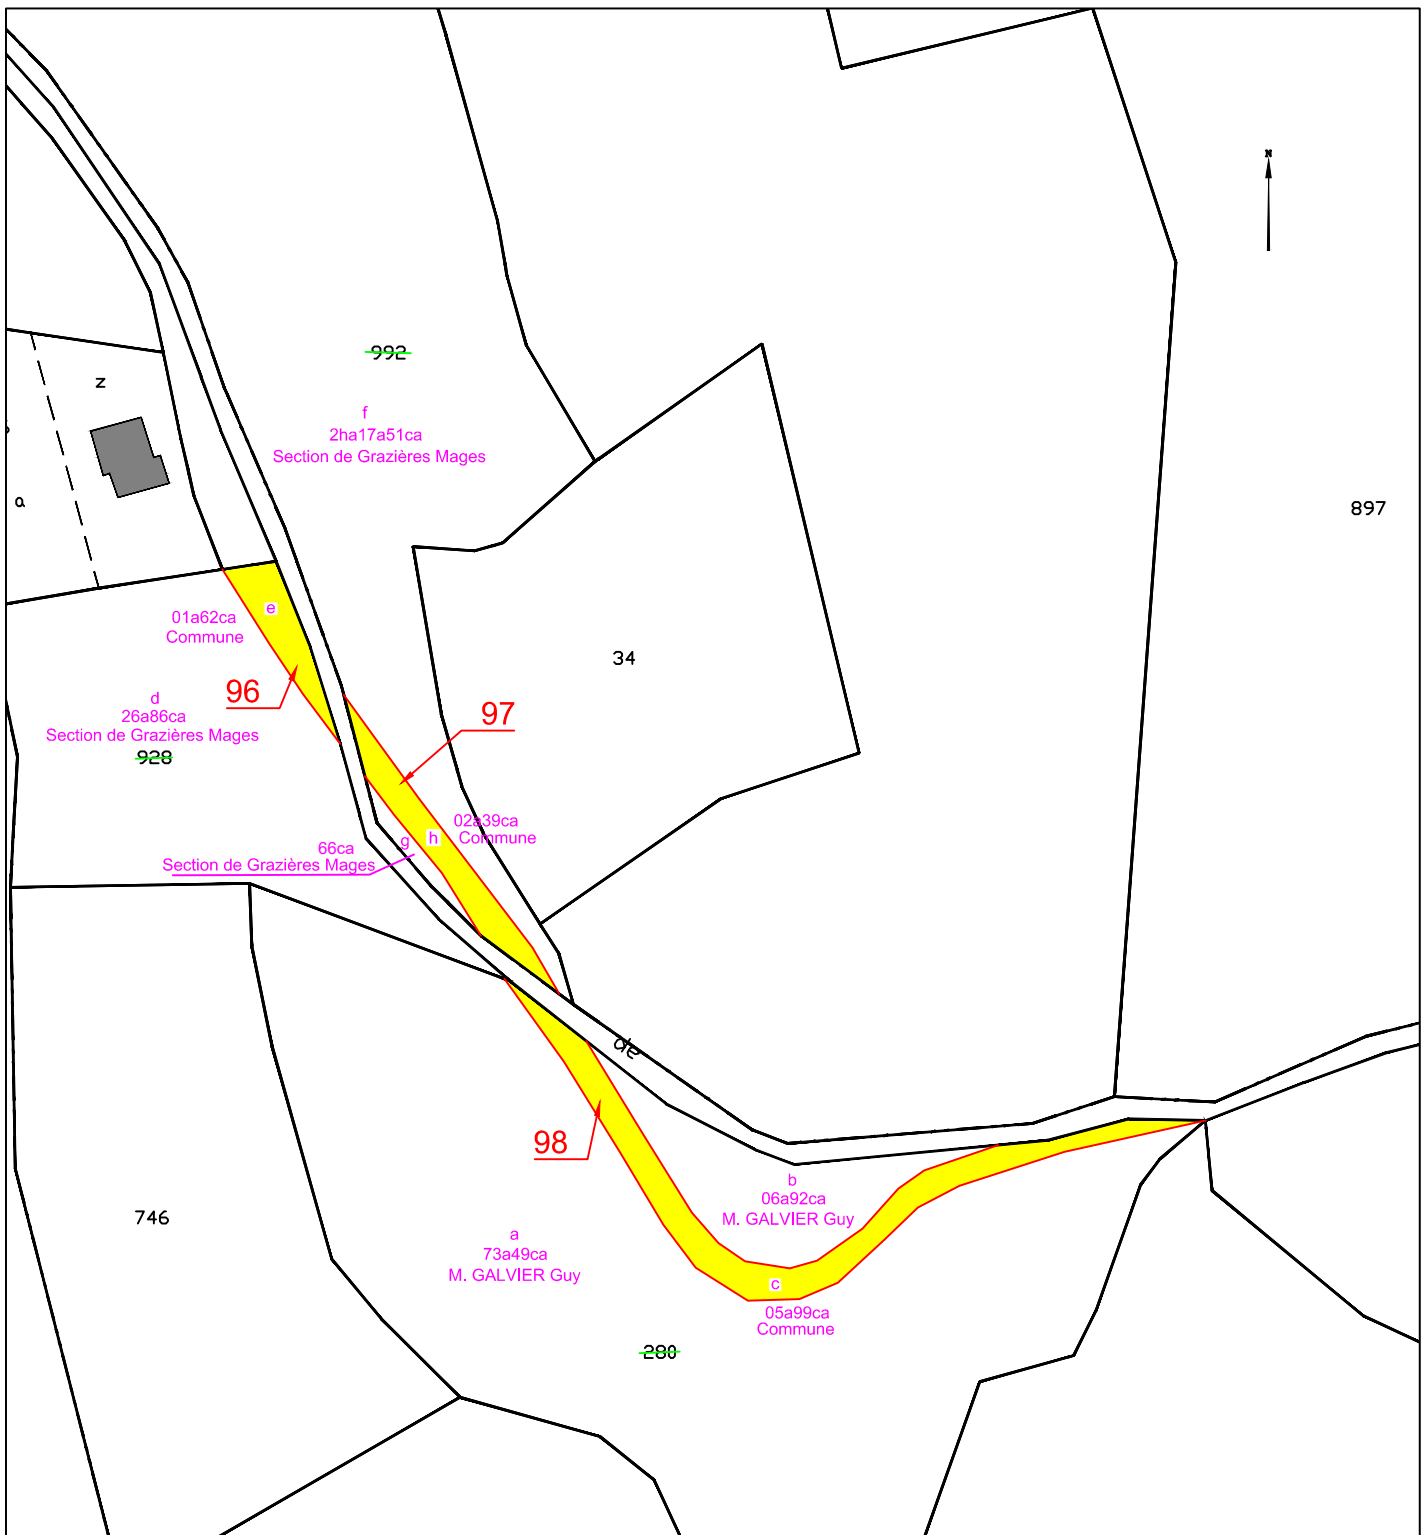 N
992
z
f
2ha17a51ca
Section de Grazières Mages
a
897
e
01a62ca
Commune
34
96
d
26a86ca
Section de Grazières Mages
928
97
02a39ca
Commune
h
g
66ca
Section de Grazières Mages
de
98
b
06a92ca
M. GALVIER Guy
746
a
73a49ca
M. GALVIER Guy
c
05a99ca
Commune
280